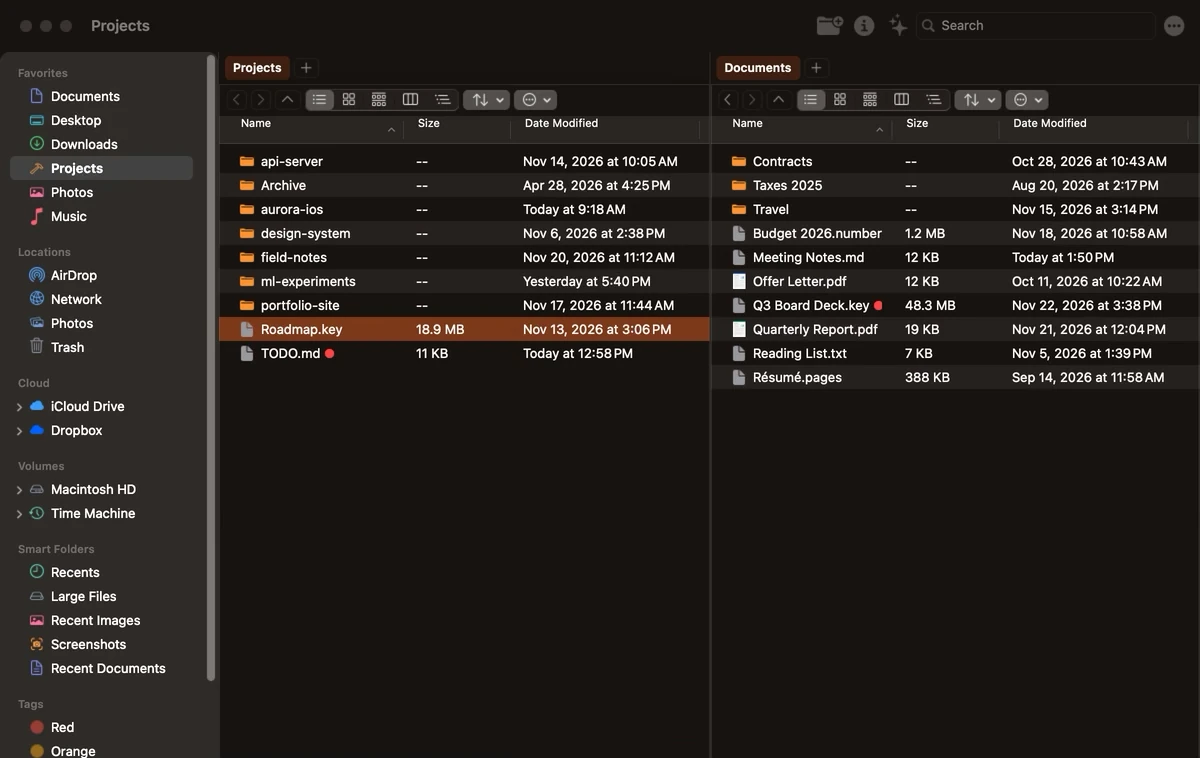 Projects
Search
Favorites
Documents
Desktop
Downloads
Projects
Photos
Music
Locations
AirDrop
Network
Photos
Trash
Cloud
iCloud Drive
Dropbox
Volumes
Macintosh HD
Time Machine
Smart Folders
Recents
Large Files
Recent Images
Screenshots
Recent Documents
Tags
Red
Orange
Projects
Name Size Date Modified
api-server -- Nov 14, 2026 at 10:05 AM
Archive -- Apr 28, 2026 at 4:25 PM
aurora-ios -- Today at 9:18 AM
design-system -- Nov 6, 2026 at 2:38 PM
field-notes -- Nov 20, 2026 at 11:12 AM
ml-experiments -- Yesterday at 5:40 PM
portfolio-site -- Nov 17, 2026 at 11:44 AM
Roadmap.key 18.9 MB Nov 13, 2026 at 3:06 PM
TODO.md 11 KB Today at 12:58 PM
Documents
Name Size Date Modified
Contracts -- Oct 28, 2026 at 10:43 AM
Taxes 2025 -- Aug 20, 2026 at 2:17 PM
Travel -- Nov 15, 2026 at 3:14 PM
Budget 2026.number 1.2 MB Nov 18, 2026 at 10:58 AM
Meeting Notes.md 12 KB Today at 1:50 PM
Offer Letter.pdf 12 KB Oct 11, 2026 at 10:22 AM
Q3 Board Deck.key 48.3 MB Nov 22, 2026 at 3:38 PM
Quarterly Report.pdf 19 KB Nov 21, 2026 at 12:04 PM
Reading List.txt 7 KB Nov 5, 2026 at 1:39 PM
Résumé.pages 388 KB Sep 14, 2026 at 11:58 AM